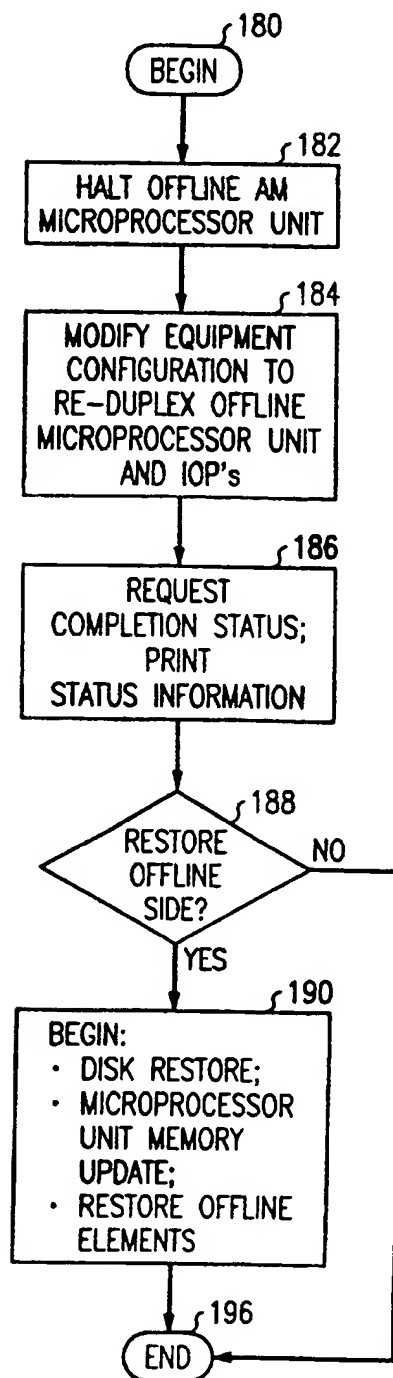 180
BEGIN
182
HALT OFFLINE AM
MICROPROCESSOR UNIT
184
MODIFY EQUIPMENT
CONFIGURATION TO
RE-DUPLEX OFFLINE
MICROPROCESSOR UNIT
AND IOP's
186
REQUEST
COMPLETION STATUS;
PRINT
STATUS INFORMATION
188
RESTORE
OFFLINE
SIDE?
NO
YES
190
BEGIN:
· DISK RESTORE;
· MICROPROCESSOR
UNIT MEMORY
UPDATE;
· RESTORE OFFLINE
ELEMENTS
196
END